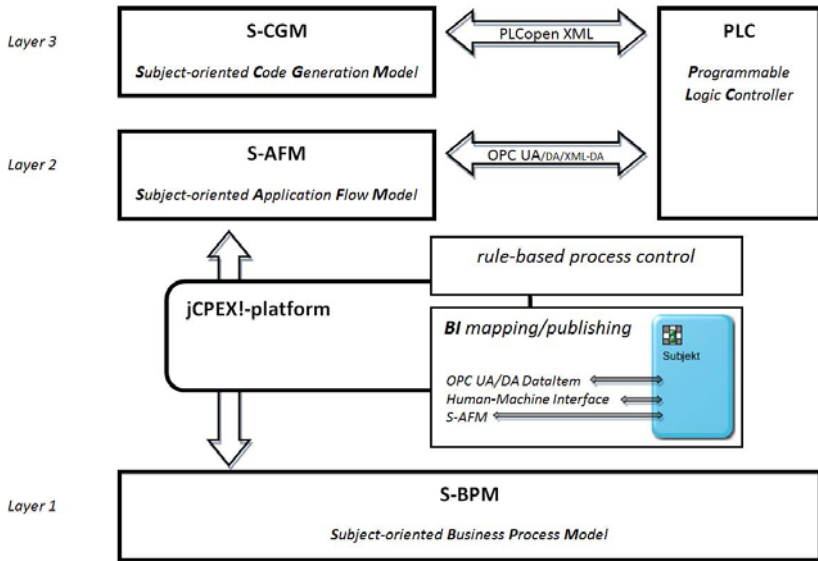 Layer 3
S-CGM
Subject-oriented Code Generation Model
PLCopen XML
PLC
Programmable
Logic Controller
Layer 2
S-AFM
Subject-oriented Application Flow Model
OPC UA/DA/XML-DA
rule-based process control
jCPEX!-platform
BI mapping/publishing
Subjekt
OPC UA/DA DataItem
Human-Machine Interface
S-AFM
Layer 1
S-BPM
Subject-oriented Business Process Model